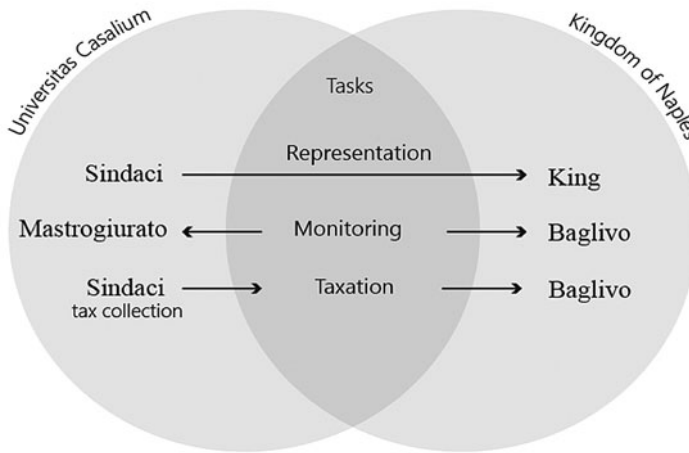 Universitas Casalium
Kingdom of Naples
Tasks
Representation
Sindaci
King
Mastrogiurato
Monitoring
Baglivo
Sindaci
Taxation
Baglivo
tax collection